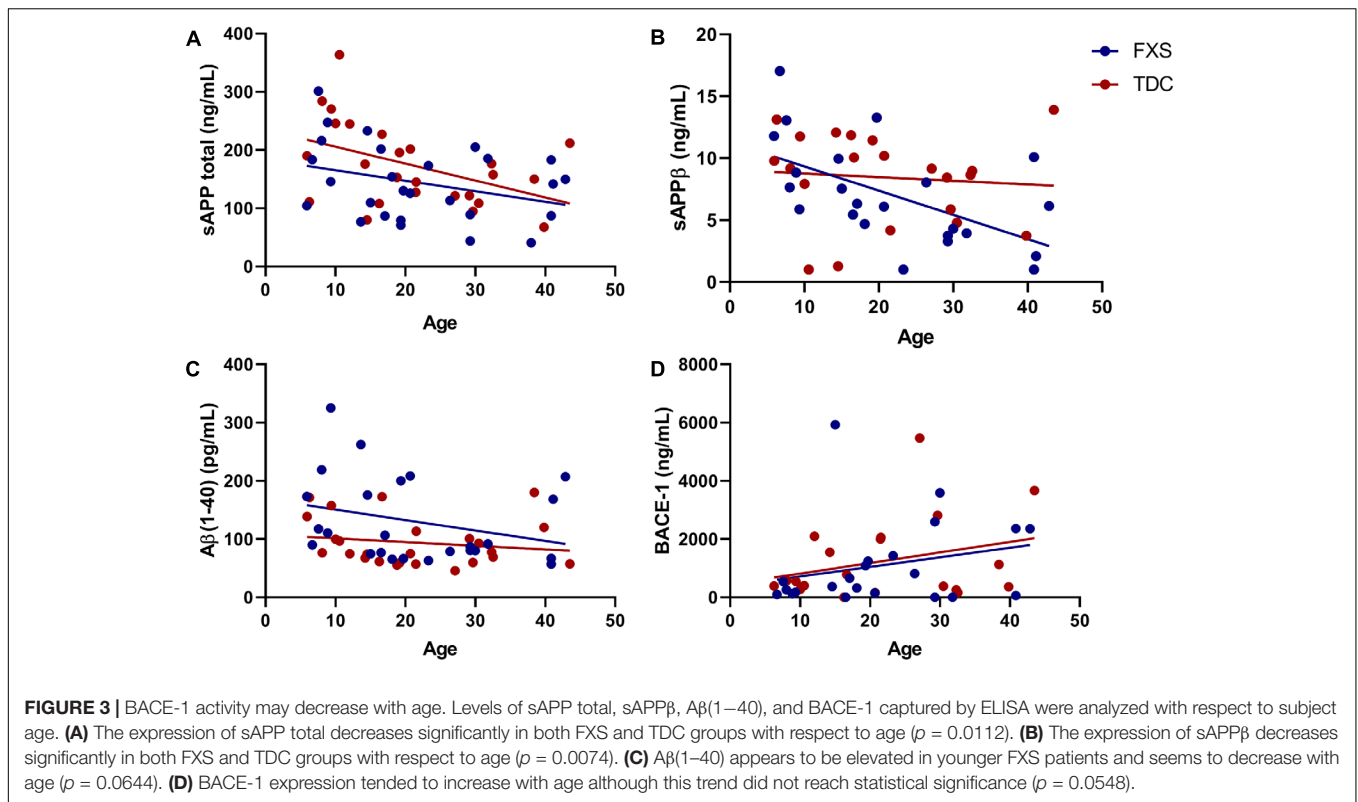 A
sAPP total (ng/mL)
400
300
200
100
0
0 10 20 30 40 50
Age
B
sAPPβ (ng/mL)
20
15
10
5
0
0 10 20 30 40 50
Age
FXS
TDC
C
Aβ(1-40) (pg/mL)
400
300
200
100
0
0 10 20 30 40 50
Age
D
BACE-1 (ng/mL)
8000
6000
4000
2000
0
0 10 20 30 40 50
Age
FIGURE 3 | BACE-1 activity may decrease with age. Levels of sAPP total, sAPPβ, Aβ(1−40), and BACE-1 captured by ELISA were analyzed with respect to subject
age. (A) The expression of sAPP total decreases significantly in both FXS and TDC groups with respect to age (p = 0.0112). (B) The expression of sAPPβ decreases
significantly in both FXS and TDC groups with respect to age (p = 0.0074). (C) Aβ(1–40) appears to be elevated in younger FXS patients and seems to decrease with
age (p = 0.0644). (D) BACE-1 expression tended to increase with age although this trend did not reach statistical significance (p = 0.0548).